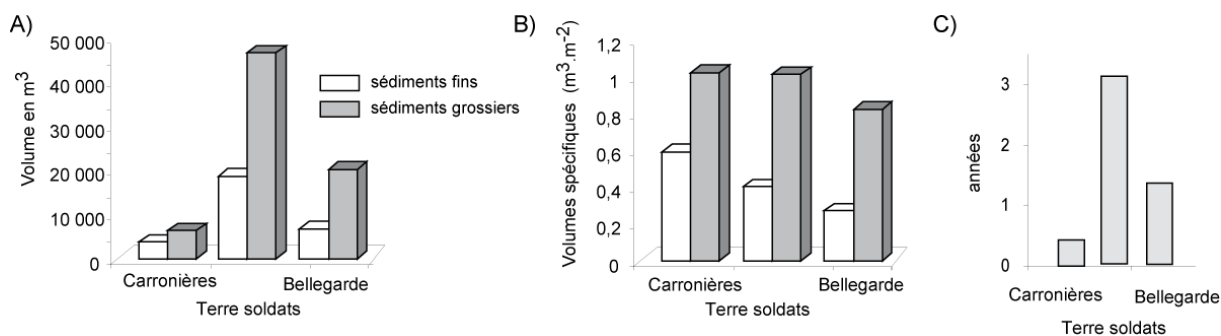 A)
Volume en m³
50 000
40 000
30 000
20 000
10 000
0
sédiments fins
sédiments grossiers
Carronières
Bellegarde
Terre soldats
B)
Volumes spécifiques (m³.m⁻²)
1,2
1
0,8
0,6
0,4
0,2
0
Carronières
Bellegarde
Terre soldats
C)
années
3
2
1
0
Carronières
Bellegarde
Terre soldats